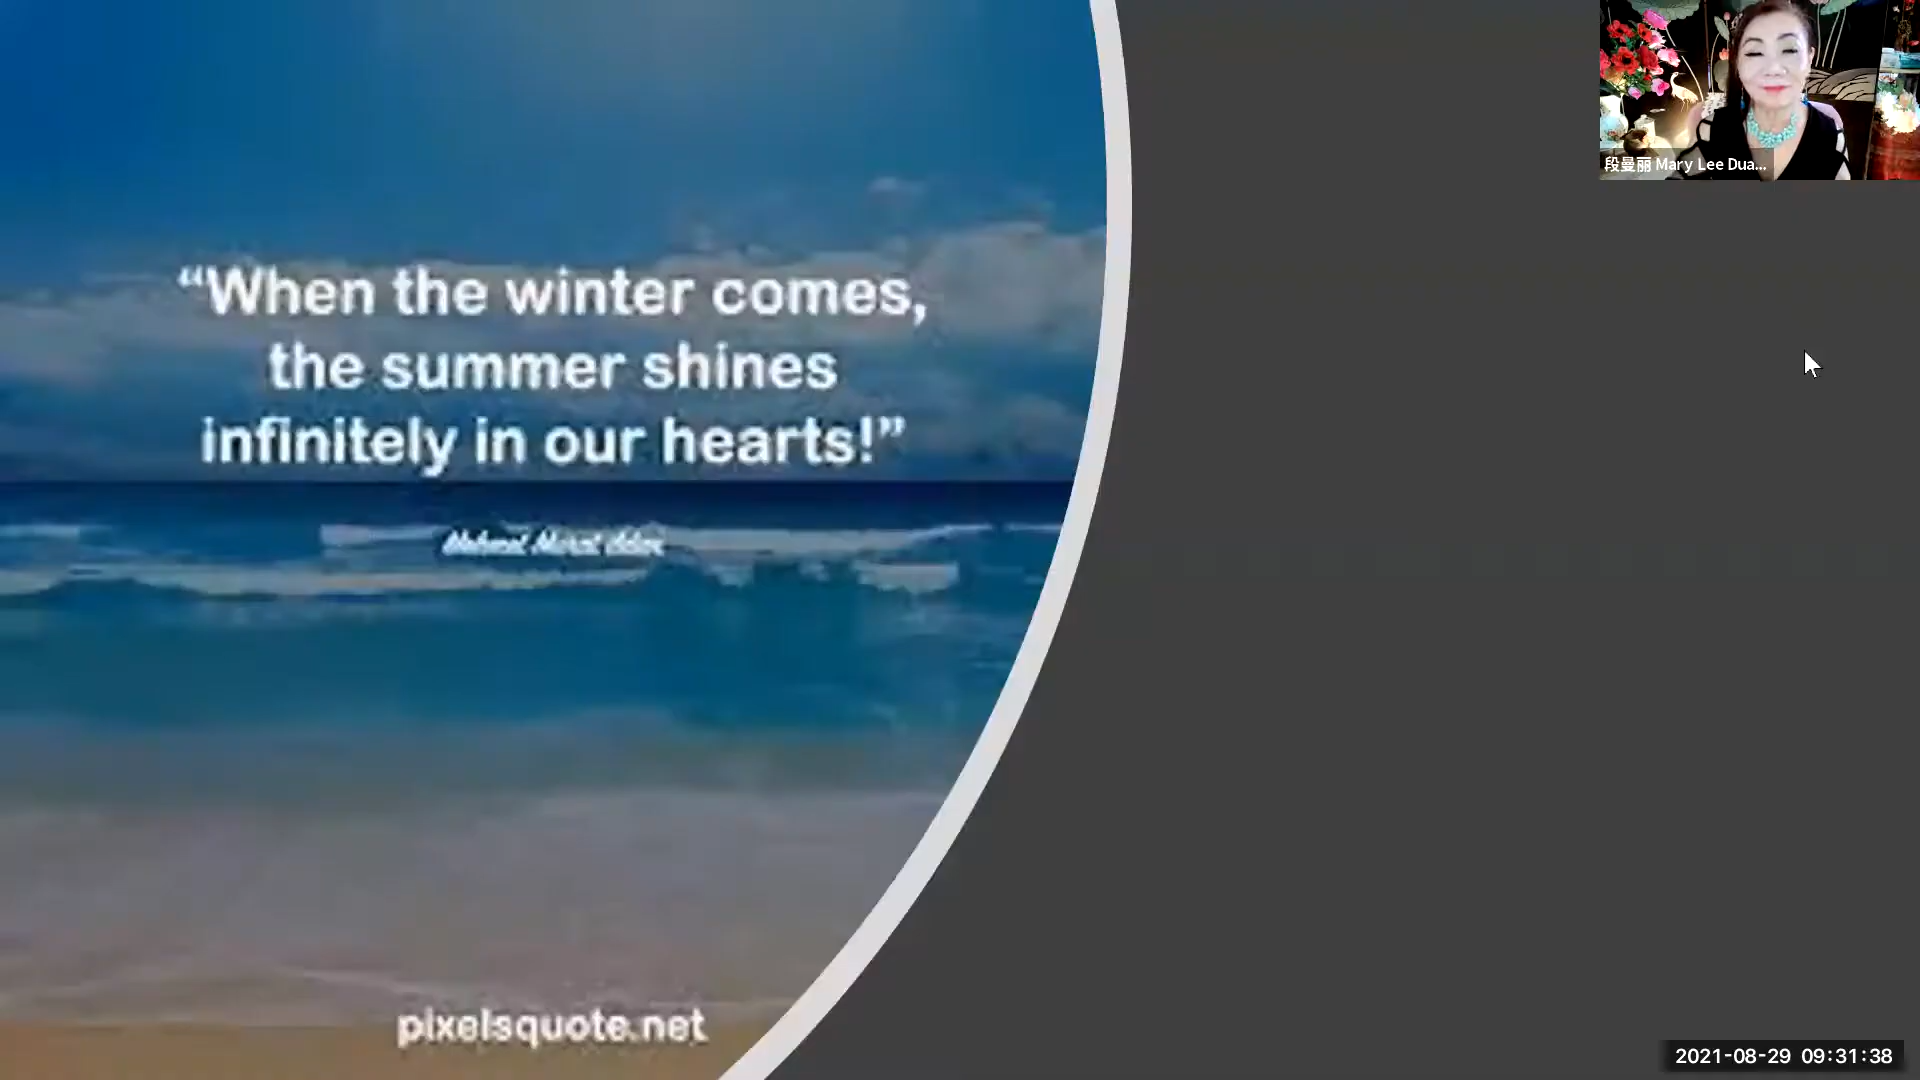 “When the winter comes,
the summer shines
infinitely in our hearts!”
pixelsquote.net
段曼丽 Mary Lee Dua...
2021-08-29 09:31:38